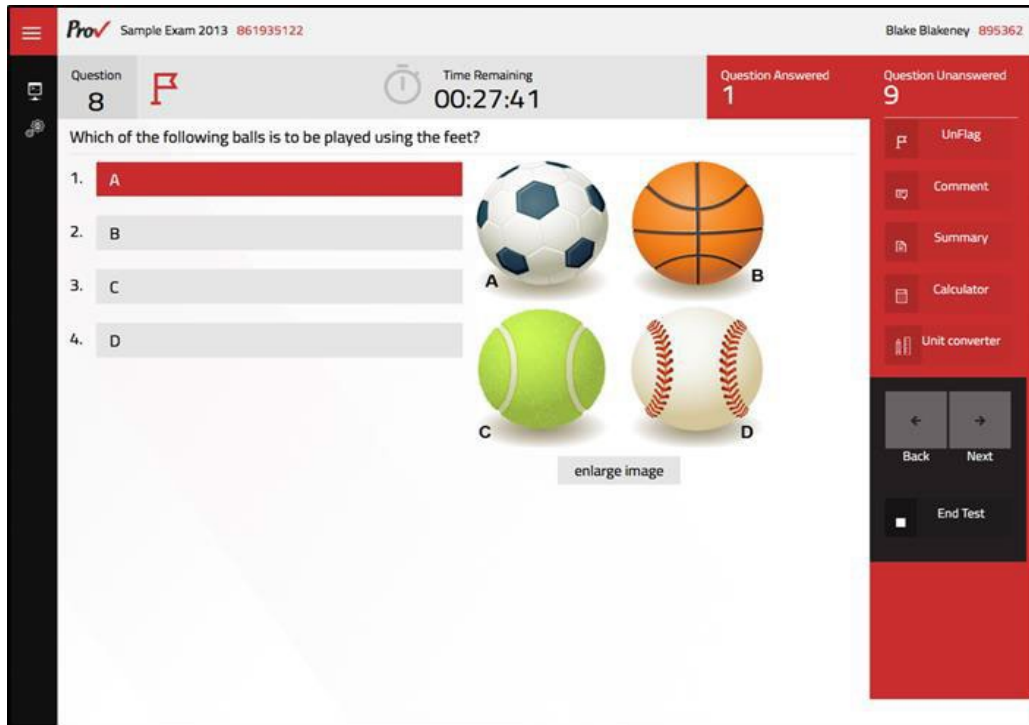 Prov Sample Exam 2013 861935122
Blake Blakeney 895362
Question
8
Time Remaining
00:27:41
Question Answered
1
Question Unanswered
9
Which of the following balls is to be played using the feet?
1. A
2. B
3. C
4. D
A
B
C
D
enlarge image
UnFlag
Comment
Summary
Calculator
Unit converter
Back
Next
End Test